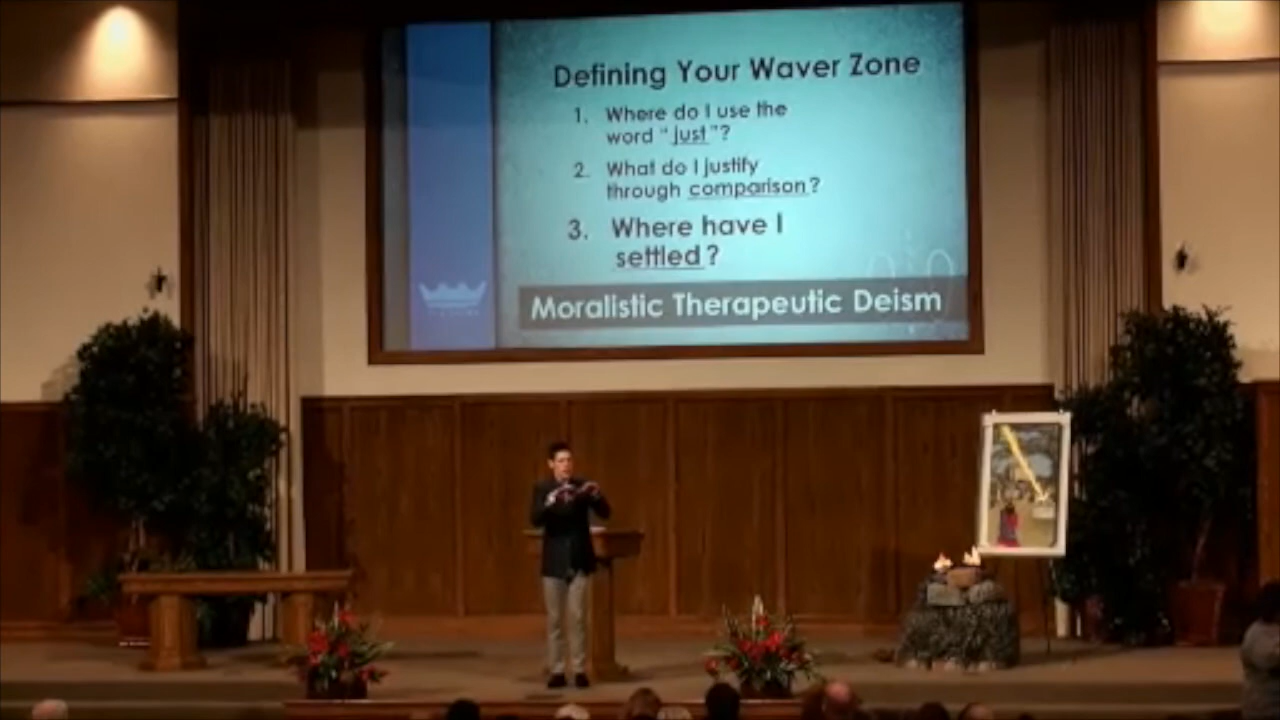 Defining Your Waver Zone
1. Where do I use the
word "just"?
2. What do I justify
through comparison?
3. Where have I
settled?
Moralistic Therapeutic Deism